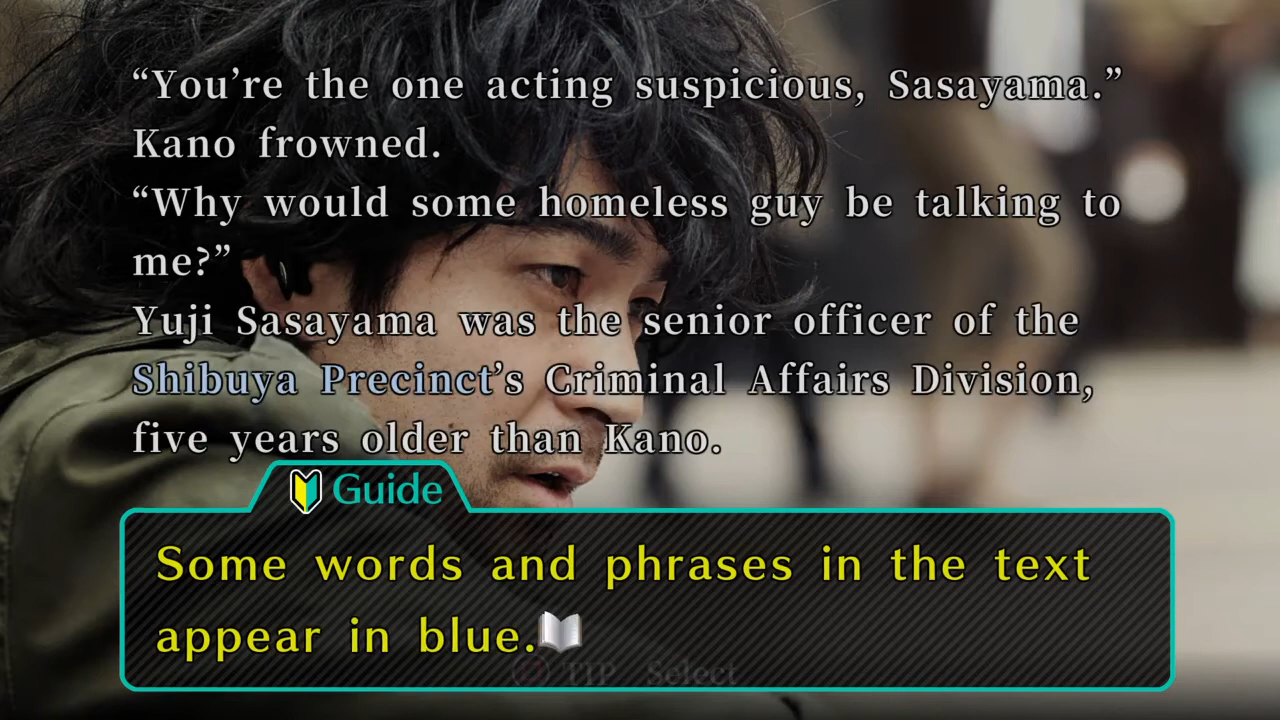 “You’re the one acting suspicious, Sasayama.”
Kano frowned.
“Why would some homeless guy be talking to
me?”
Yuji Sasayama was the senior officer of the
Shibuya Precinct’s Criminal Affairs Division,
five years older than Kano.
Guide
Some words and phrases in the text
appear in blue.
TIP Select